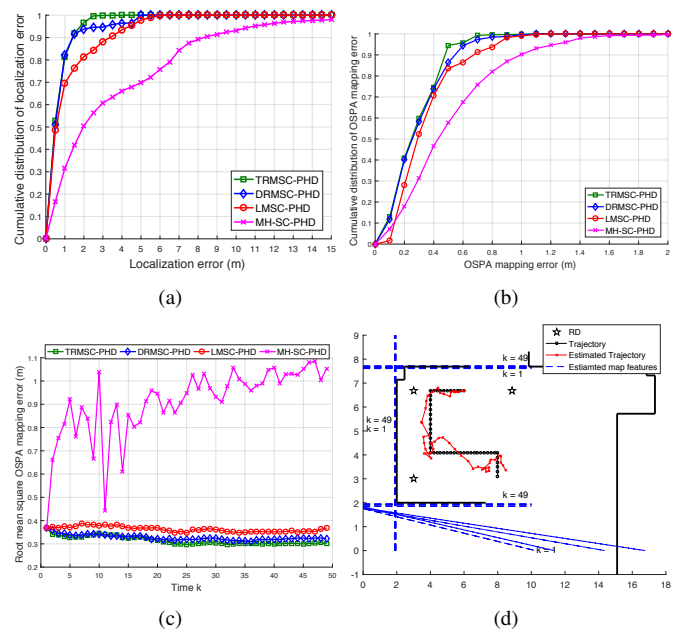 Cumulative distribution of localization error
1
0.9
0.8
0.7
0.6
0.5
0.4
0.3
0.2
0.1
0
TRMSC-PHD
DRMSC-PHD
LMSC-PHD
MH-SC-PHD
0 1 2 3 4 5 6 7 8 9 10 11 12 13 14 15
Localization error (m)
(a)
Cumulative distribution of OSPA mapping error
1
0.9
0.8
0.7
0.6
0.5
0.4
0.3
0.2
0.1
0
TRMSC-PHD
DRMSC-PHD
LMSC-PHD
MH-SC-PHD
0 0.2 0.4 0.6 0.8 1 1.2 1.4 1.6 1.8 2
OSPA mapping error (m)
(b)
TRMSC-PHD DRMSC-PHD LMSC-PHD MH-SC-PHD
Root mean square OSPA mapping error (m)
1.1
1
0.9
0.8
0.7
0.6
0.5
0.4
0.3
0.2
0 5 10 15 20 25 30 35 40 45 50
Time k
(c)
9
8
7
6
5
4
3
2
1
0
-1
RD
Trajectory
Estimated Trajectory
Estiamted map features
k = 49
k = 1
k = 49
k = 1
k = 49
k = 1
0 2 4 6 8 10 12 14 16 18
(d)